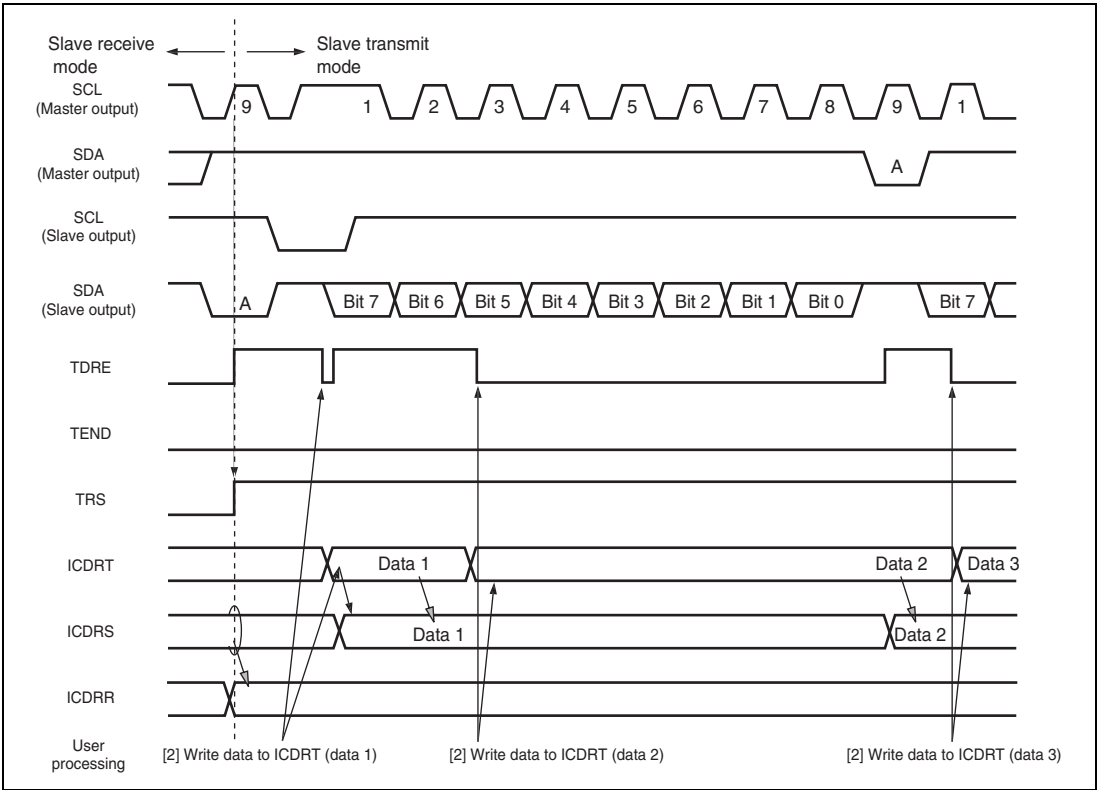 Slave receive mode
Slave transmit mode
SCL
(Master output)
9 1 2 3 4 5 6 7 8 9 1
SDA
(Master output)
A
SCL
(Slave output)
SDA
(Slave output)
A Bit 7 Bit 6 Bit 5 Bit 4 Bit 3 Bit 2 Bit 1 Bit 0 Bit 7
TDRE
TEND
TRS
ICDRT
Data 1 Data 2 Data 3
ICDRS
Data 1 Data 2
ICDRR
User
processing
[2] Write data to ICDRT (data 1) [2] Write data to ICDRT (data 2) [2] Write data to ICDRT (data 3)